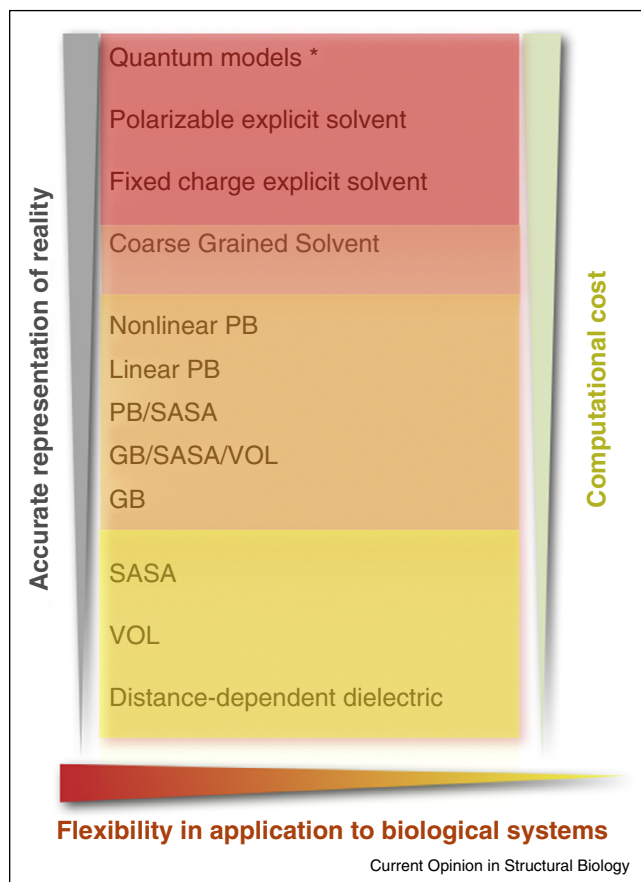 Quantum models *
Polarizable explicit solvent
Fixed charge explicit solvent
Coarse Grained Solvent
Nonlinear PB
Linear PB
PB/SASA
GB/SASA/VOL
GB
SASA
VOL
Distance-dependent dielectric
Accurate representation of reality
Computational cost
Flexibility in application to biological systems
Current Opinion in Structural Biology